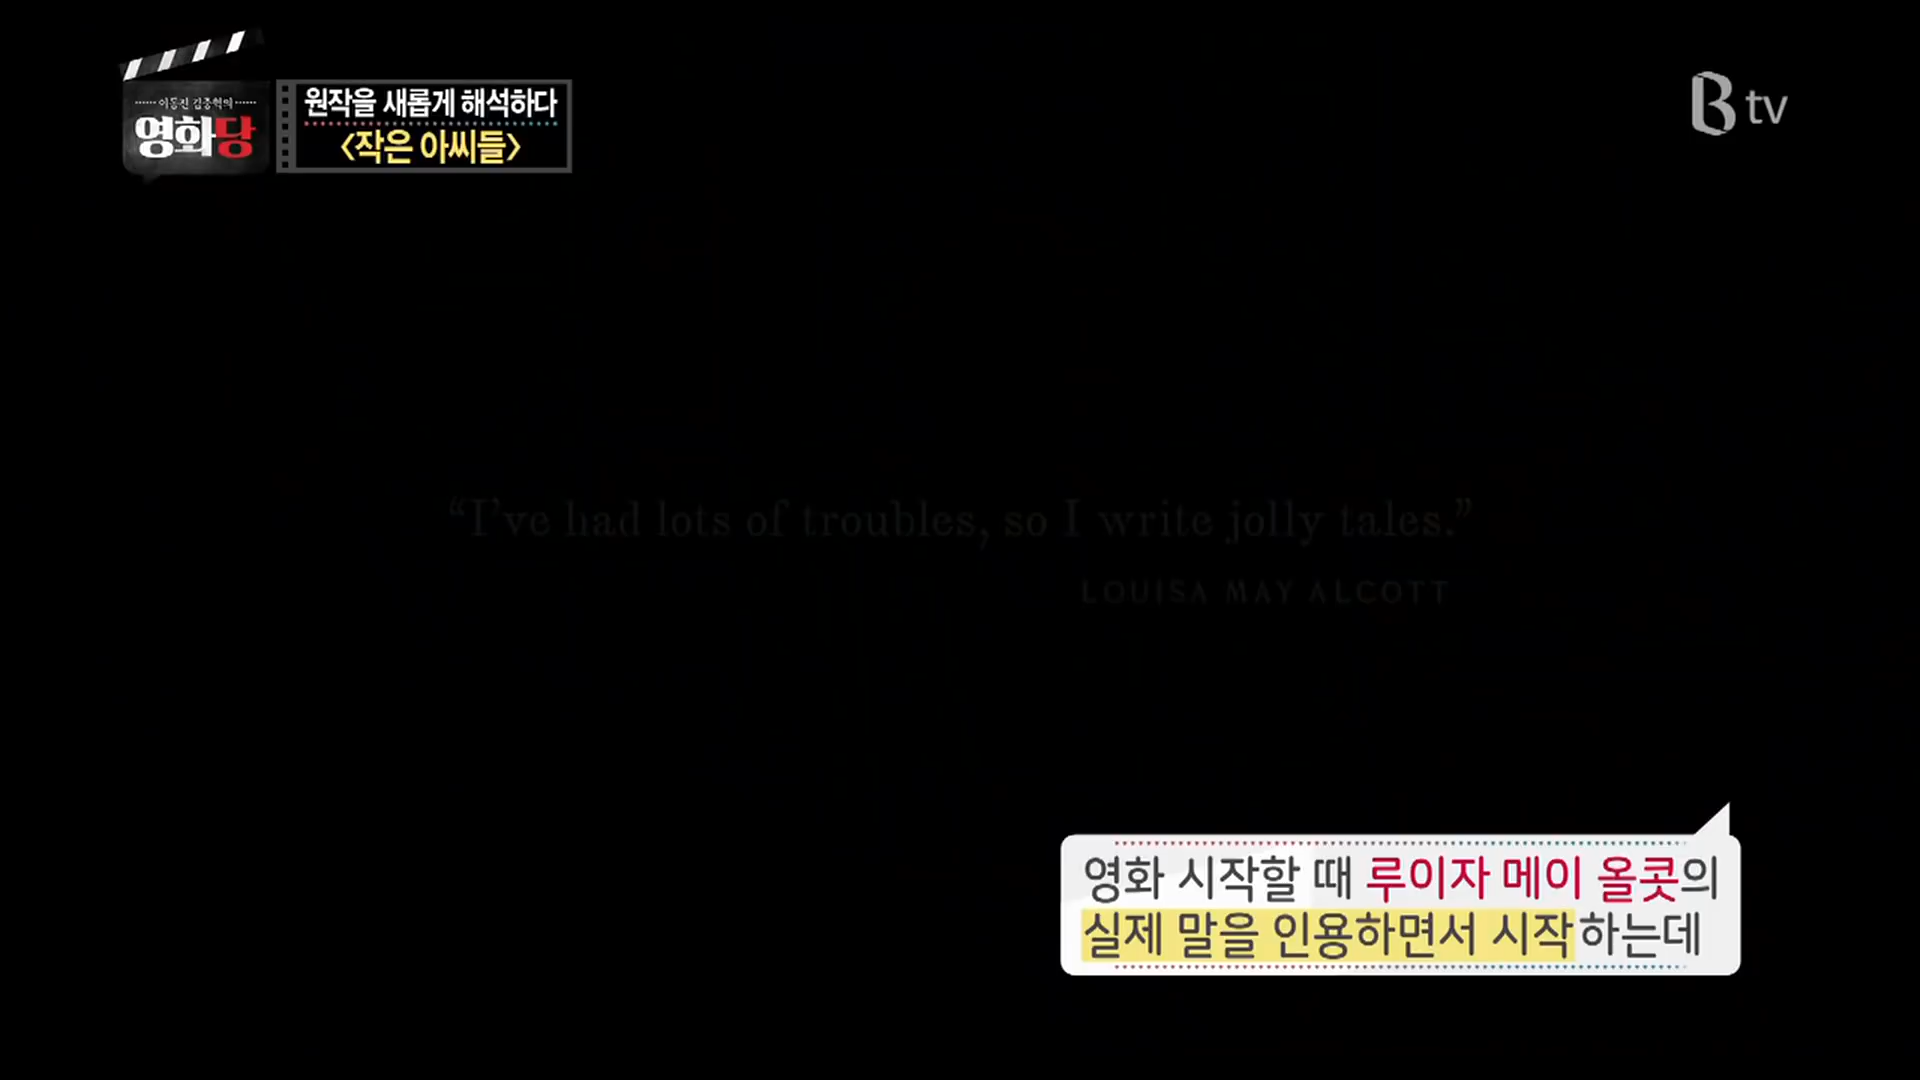 이동진 김중혁의
영화당
원작을 새롭게 해석하다
<작은 아씨들>
B tv
“I’ve had lots of troubles, so I write jolly tales.”
LOUISA MAY ALCOTT
영화 시작할 때 루이자 메이 올콧의
실제 말을 인용하면서 시작하는데